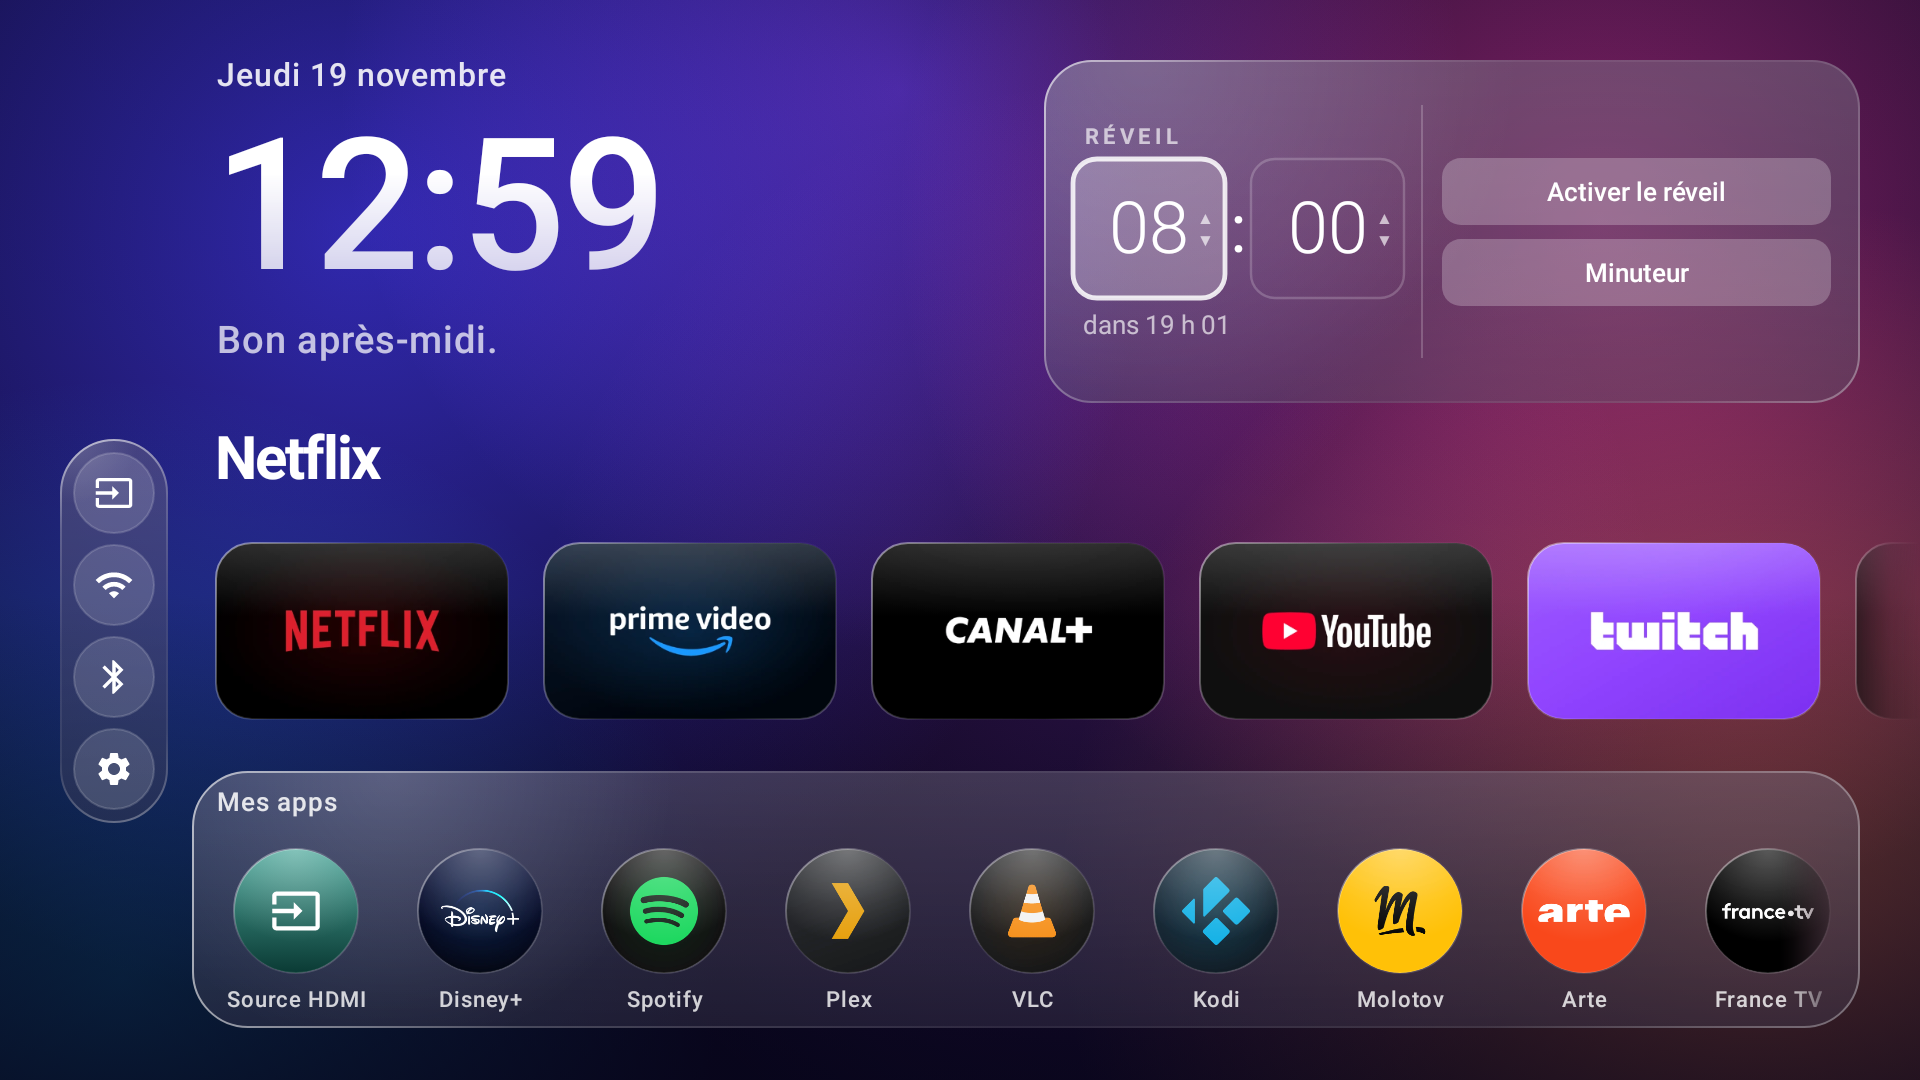 Jeudi 19 novembre
12:59
Bon après-midi.
RÉVEIL
08 : 00
dans 19 h 01
Activer le réveil
Minuteur
Netflix
NETFLIX
prime video
CANAL+
YouTube
twitch
Mes apps
Disney+
M.
arte
france•tv
Source HDMI
Disney+
Spotify
Plex
VLC
Kodi
Molotov
Arte
France TV